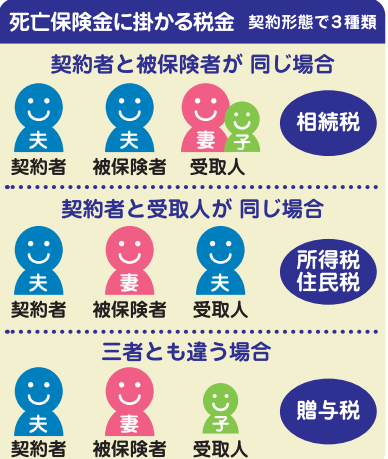 死亡保険金に掛かる税金 契約形態で3種類
契約者と被保険者が 同じ場合
夫 夫 妻 子 相続税
契約者 被保険者 受取人
契約者と受取人が 同じ場合
夫 妻 夫 所得税
住民税
契約者 被保険者 受取人
三者とも違う場合
夫 妻 子 贈与税
契約者 被保険者 受取人